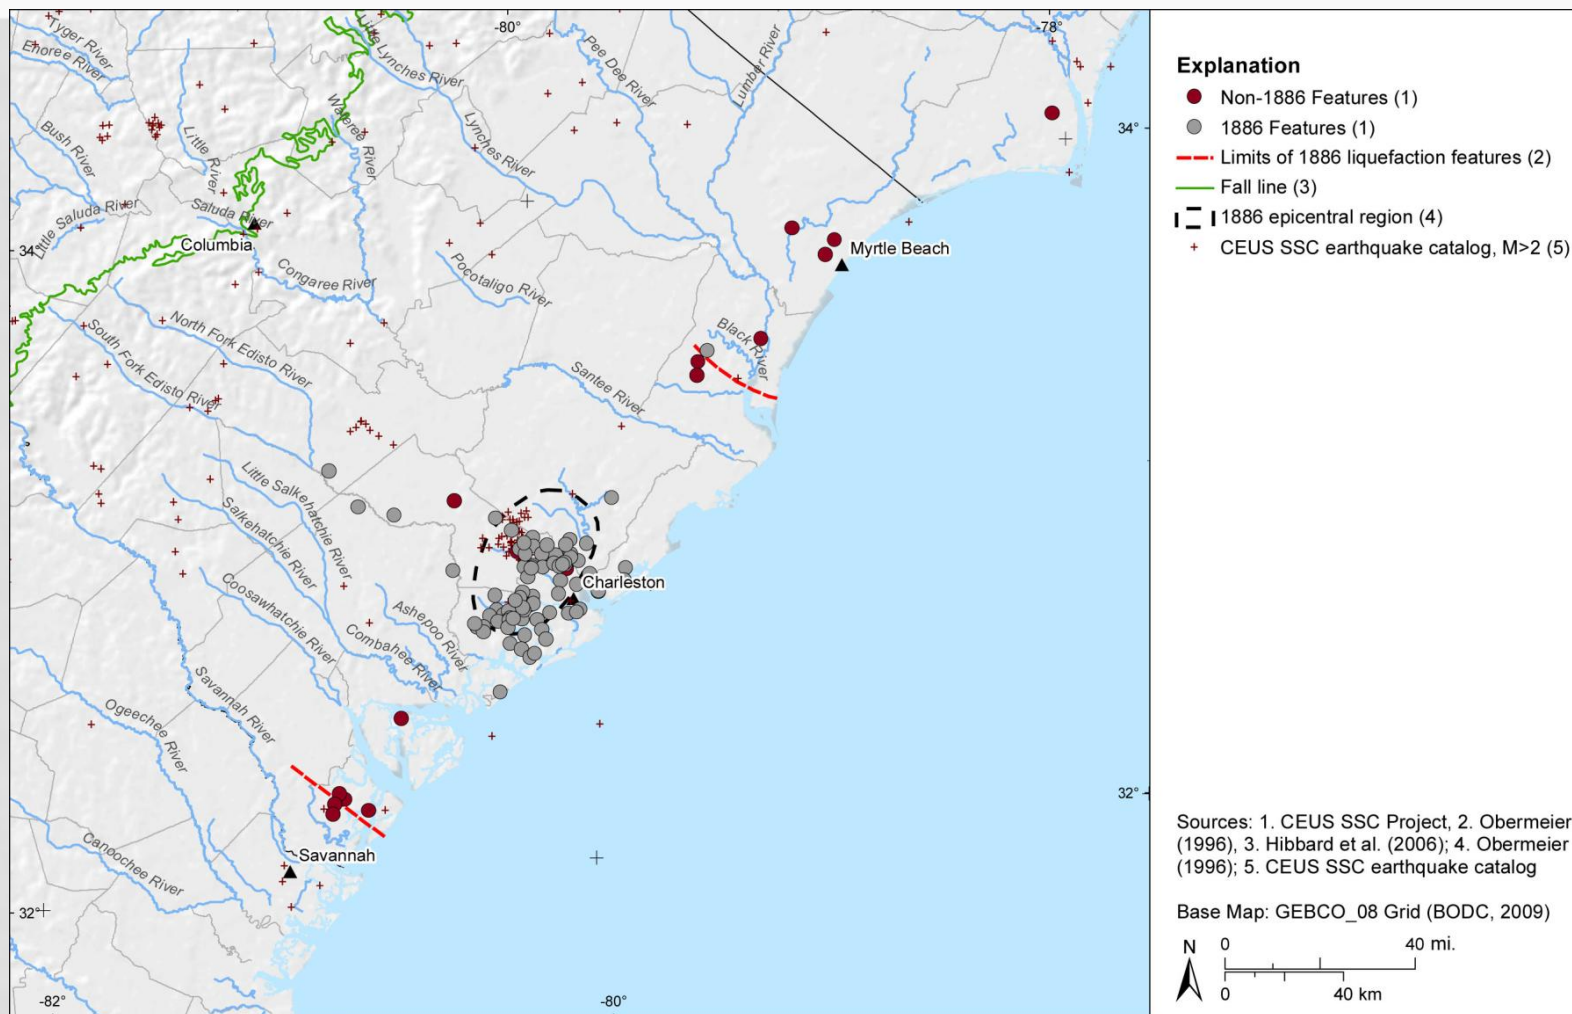 -80°
-78°
Tyger River
Enoree River
Little Lynches River
Pee Dee River
Lumber River
Bush River
Little River
Wateree River
Lynches River
34°
Little Saluda River
Saluda River
Columbia
34°
Congaree River
Pocotaligo River
Myrtle Beach
North Fork Edisto River
South Fork Edisto River
Black River
Santee River
Little Salkehatchie River
Salkehatchie River
Coosawhatchie River
Charleston
Ashepoo River
Combahee River
Savannah River
Ogeechee River
32°
Canoochee River
Savannah
32°
-82°
-80°
Explanation
Non-1886 Features (1)
1886 Features (1)
Limits of 1886 liquefaction features (2)
Fall line (3)
1886 epicentral region (4)
CEUS SSC earthquake catalog, M>2 (5)
Sources: 1. CEUS SSC Project, 2. Obermeier
(1996), 3. Hibbard et al. (2006); 4. Obermeier
(1996); 5. CEUS SSC earthquake catalog
Base Map: GEBCO_08 Grid (BODC, 2009)
N
0 40 mi.
0 40 km